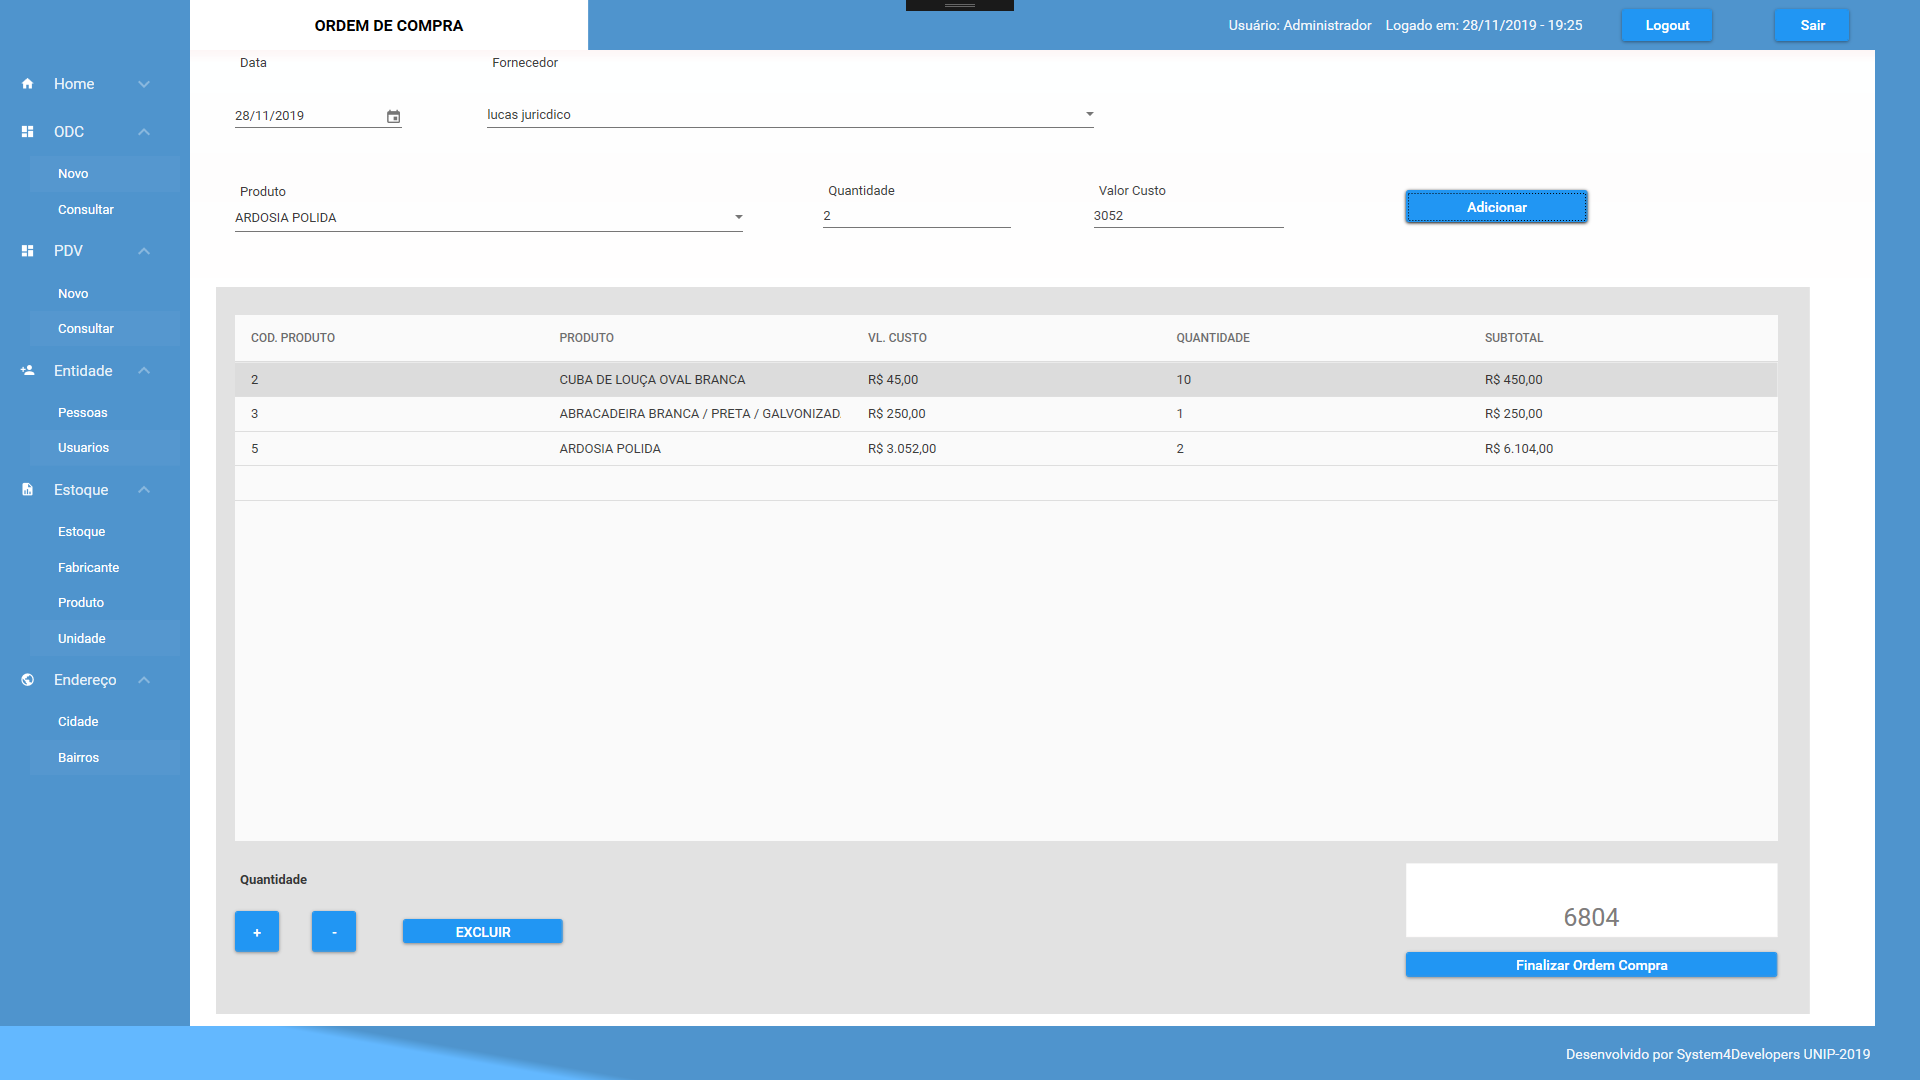 ORDEM DE COMPRA
Usuário: Administrador Logado em: 28/11/2019 - 19:25
Logout
Sair
Home
ODC
Novo
Consultar
PDV
Novo
Consultar
Entidade
Pessoas
Usuarios
Estoque
Estoque
Fabricante
Produto
Unidade
Endereço
Cidade
Bairros
Data Fornecedor
28/11/2019 lucas juricdico
Produto Quantidade Valor Custo
ARDOSIA POLIDA 2 3052
Adicionar
COD. PRODUTO PRODUTO VL. CUSTO QUANTIDADE SUBTOTAL
2 CUBA DE LOUÇA OVAL BRANCA R$ 45,00 10 R$ 450,00
3 ABRACADEIRA BRANCA / PRETA / GALVONIZAD R$ 250,00 1 R$ 250,00
5 ARDOSIA POLIDA R$ 3.052,00 2 R$ 6.104,00
Quantidade
+ - EXCLUIR
6804
Finalizar Ordem Compra
Desenvolvido por System4Developers UNIP-2019